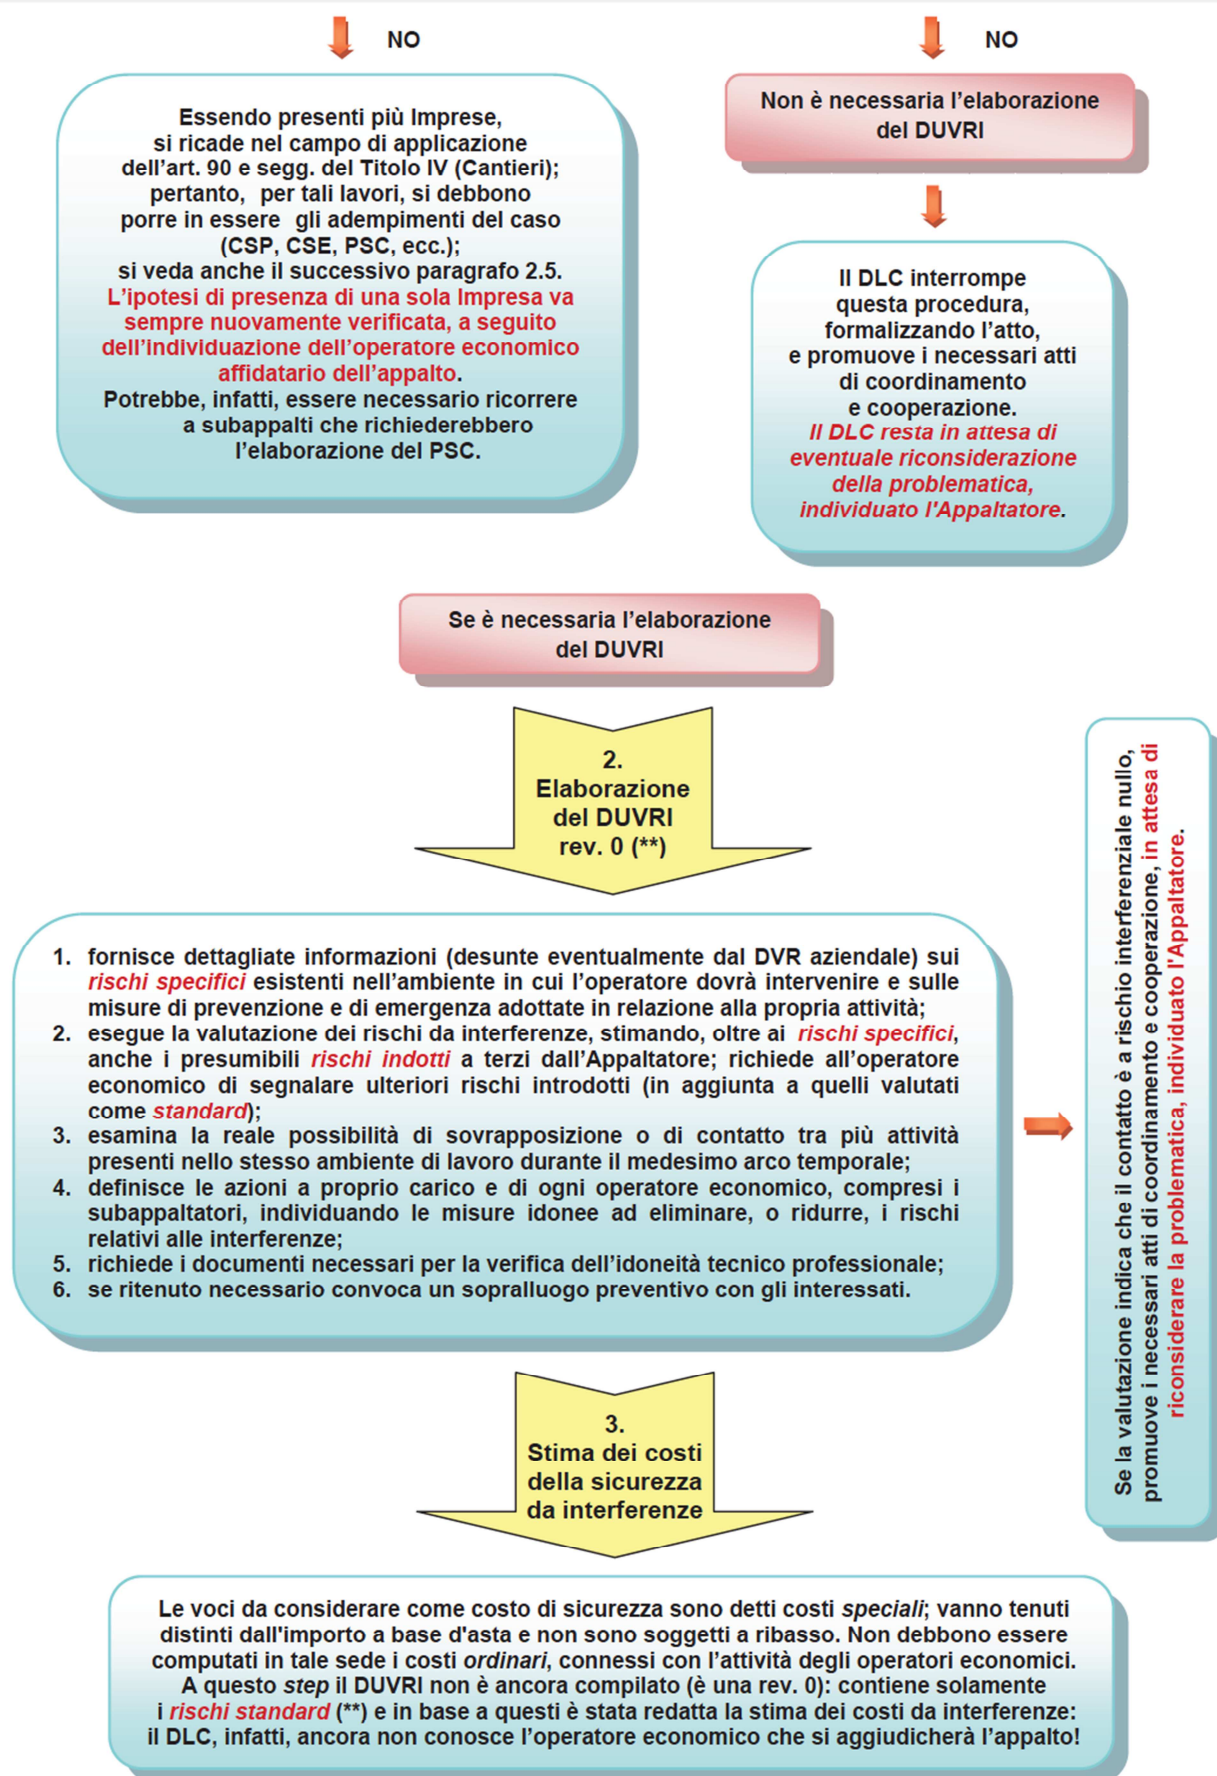 NO
Essendo presenti più Imprese,
si ricade nel campo di applicazione
dell'art. 90 e segg. del Titolo IV (Cantieri);
pertanto, per tali lavori, si debbono
porre in essere gli adempimenti del caso
(CSP, CSE, PSC, ecc.);
si veda anche il successivo paragrafo 2.5.
L'ipotesi di presenza di una sola Impresa va
sempre nuovamente verificata, a seguito
dell'individuazione dell'operatore economico
affidatario dell'appalto.
Potrebbe, infatti, essere necessario ricorrere
a subappalti che richiederebbero
l'elaborazione del PSC.
NO
Non è necessaria l'elaborazione
del DUVRI
Il DLC interrompe
questa procedura,
formalizzando l'atto,
e promuove i necessari atti
di coordinamento
e cooperazione.
Il DLC resta in attesa di
eventuale riconsiderazione
della problematica,
individuato l'Appaltatore.
Se è necessaria l'elaborazione
del DUVRI
2.
Elaborazione
del DUVRI
rev. 0 (**)
1. fornisce dettagliate informazioni (desunte eventualmente dal DVR aziendale) sui
rischi specifici esistenti nell'ambiente in cui l'operatore dovrà intervenire e sulle
misure di prevenzione e di emergenza adottate in relazione alla propria attività;
2. esegue la valutazione dei rischi da interferenze, stimando, oltre ai rischi specifici,
anche i presumibili rischi indotti a terzi dall'Appaltatore; richiede all'operatore
economico di segnalare ulteriori rischi introdotti (in aggiunta a quelli valutati
come standard);
3. esamina la reale possibilità di sovrapposizione o di contatto tra più attività
presenti nello stesso ambiente di lavoro durante il medesimo arco temporale;
4. definisce le azioni a proprio carico e di ogni operatore economico, compresi i
subappaltatori, individuando le misure idonee ad eliminare, o ridurre, i rischi
relativi alle interferenze;
5. richiede i documenti necessari per la verifica dell'idoneità tecnico professionale;
6. se ritenuto necessario convoca un sopralluogo preventivo con gli interessati.
Se la valutazione indica che il contatto è a rischio interferenziale nullo,
promuove i necessari atti di coordinamento e cooperazione, in attesa di
riconsiderare la problematica, individuato l'Appaltatore.
3.
Stima dei costi
della sicurezza
da interferenze
Le voci da considerare come costo di sicurezza sono detti costi speciali; vanno tenuti
distinti dall'importo a base d'asta e non sono soggetti a ribasso. Non debbono essere
computati in tale sede i costi ordinari, connessi con l'attività degli operatori economici.
A questo step il DUVRI non è ancora compilato (è una rev. 0): contiene solamente
i rischi standard (**) e in base a questi è stata redatta la stima dei costi da interferenze:
il DLC, infatti, ancora non conosce l'operatore economico che si aggiudicherà l'appalto!